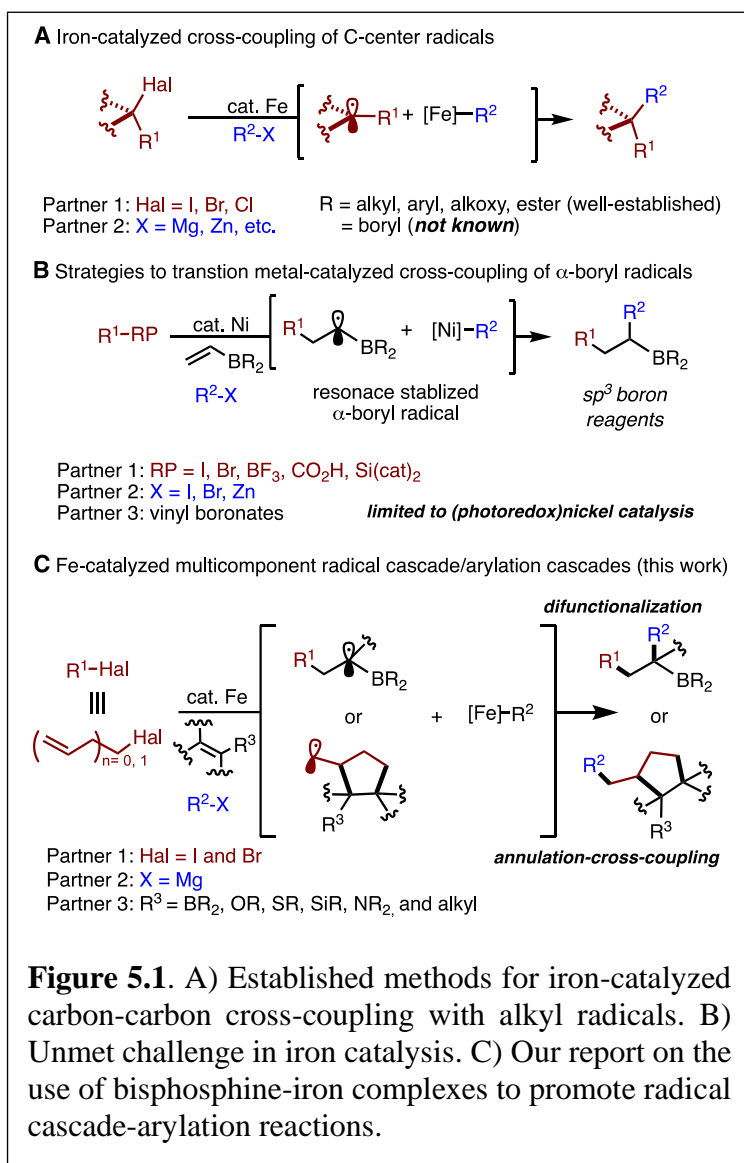 A Iron-catalyzed cross-coupling of C-center radicals
Hal
R1
cat. Fe
R2-X
R1 + [Fe]–R2
R2
R1
Partner 1: Hal = I, Br, Cl
Partner 2: X = Mg, Zn, etc.
R = alkyl, aryl, alkoxy, ester (well-established)
= boryl (not known)
B Strategies to transtion metal-catalyzed cross-coupling of α-boryl radicals
R1–RP
cat. Ni
BR2
R2-X
R1
BR2
+ [Ni]–R2
resonace stablized
α-boryl radical
R2
R1
BR2
sp3 boron
reagents
Partner 1: RP = I, Br, BF3, CO2H, Si(cat)2
Partner 2: X = I, Br, Zn
Partner 3: vinyl boronates
limited to (photoredox)nickel catalysis
C Fe-catalyzed multicomponent radical cascade/arylation cascades (this work)
difunctionalization
R1–Hal
Hal
n= 0, 1
cat. Fe
R3
R2-X
R1
BR2
or
R3
+ [Fe]–R2
R2
R1
BR2
or
R2
R3
annulation-cross-coupling
Partner 1: Hal = I and Br
Partner 2: X = Mg
Partner 3: R3 = BR2, OR, SR, SiR, NR2, and alkyl
Figure 5.1. A) Established methods for iron-catalyzed
carbon-carbon cross-coupling with alkyl radicals. B)
Unmet challenge in iron catalysis. C) Our report on the
use of bisphosphine-iron complexes to promote radical
cascade-arylation reactions.